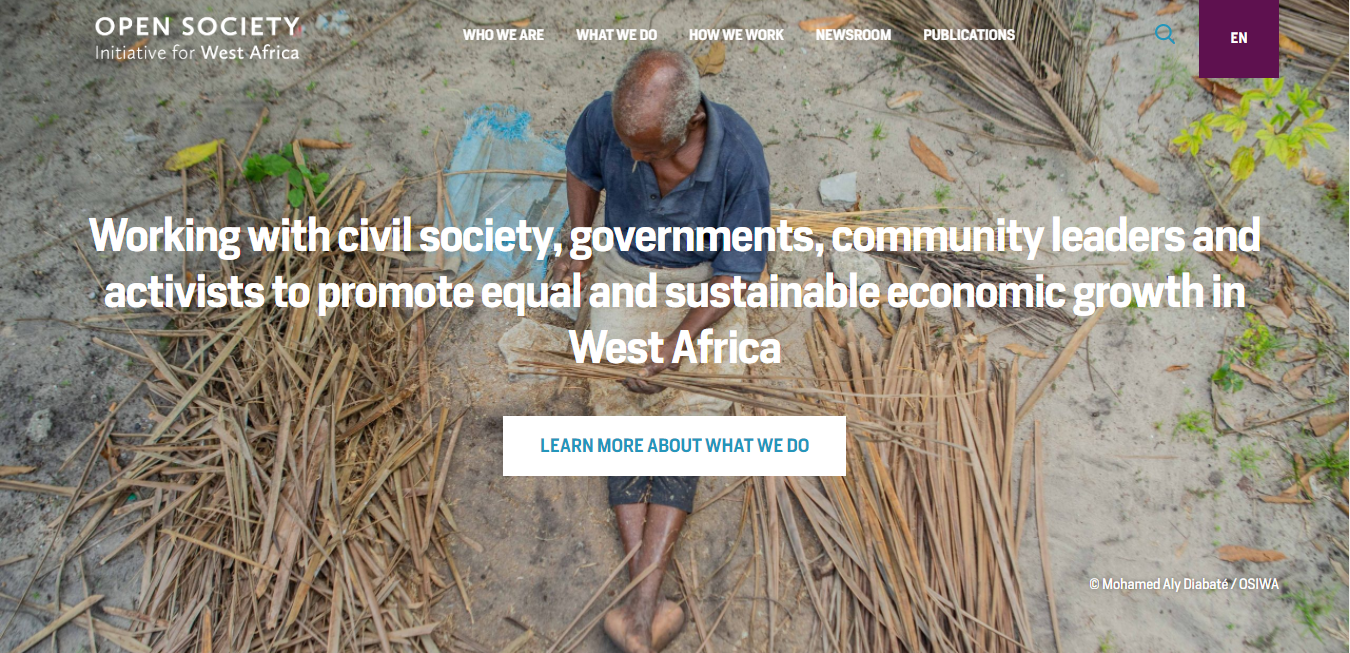 OPEN SOCIETY
Initiative for West Africa
WHO WE ARE
WHAT WE DO
HOW WE WORK
NEWSROOM
PUBLICATIONS
EN
Working with civil society, governments, community leaders and
activists to promote equal and sustainable economic growth in
West Africa
LEARN MORE ABOUT WHAT WE DO
© Mohamed Aly Diabaté / OSIWA